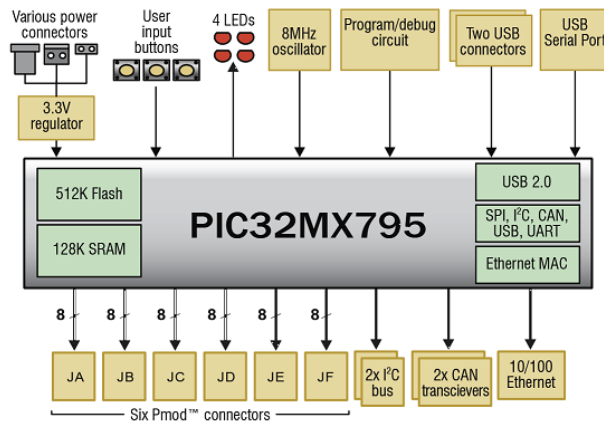 Various power
connectors
User
input
buttons
4 LEDs
8MHz
oscillator
Program/debug
circuit
Two USB
connectors
USB
Serial Port
3.3V
regulator
512K Flash
128K SRAM
PIC32MX795
USB 2.0
SPI, I²C, CAN,
USB, UART
Ethernet MAC
8 8 8 8 8 8
JA JB JC JD JE JF
2x I²C
bus
2x CAN
transcievers
10/100
Ethernet
Six Pmod™ connectors